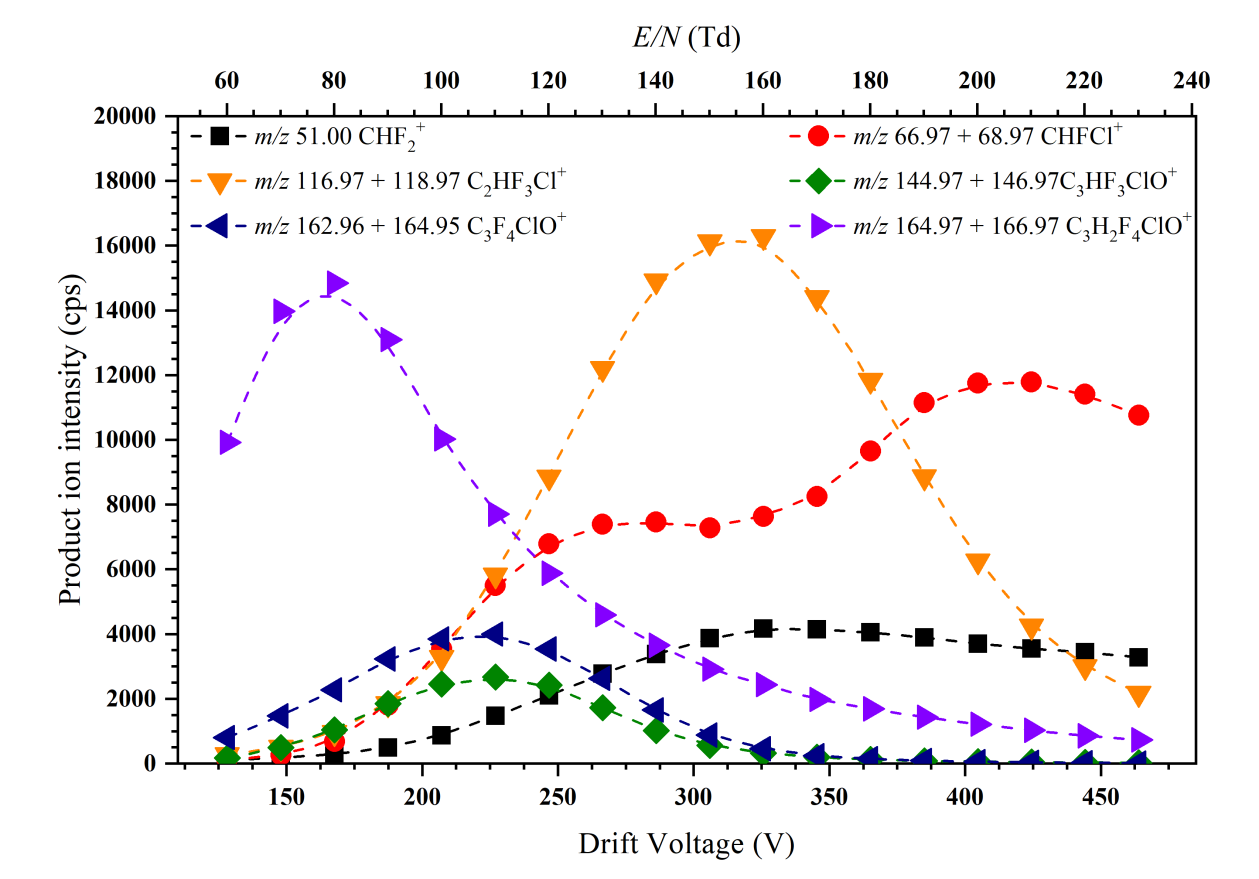 E/N (Td)
60 80 100 120 140 160 180 200 220 240
20000
18000
16000
14000
12000
10000
8000
6000
4000
2000
0
Product ion intensity (cps)
m/z 51.00 CHF₂⁺
m/z 66.97 + 68.97 CHFCl⁺
m/z 116.97 + 118.97 C₂HF₃Cl⁺
m/z 144.97 + 146.97C₃HF₃ClO⁺
m/z 162.96 + 164.95 C₃F₄ClO⁺
m/z 164.97 + 166.97 C₃H₂F₄ClO⁺
150 200 250 300 350 400 450
Drift Voltage (V)